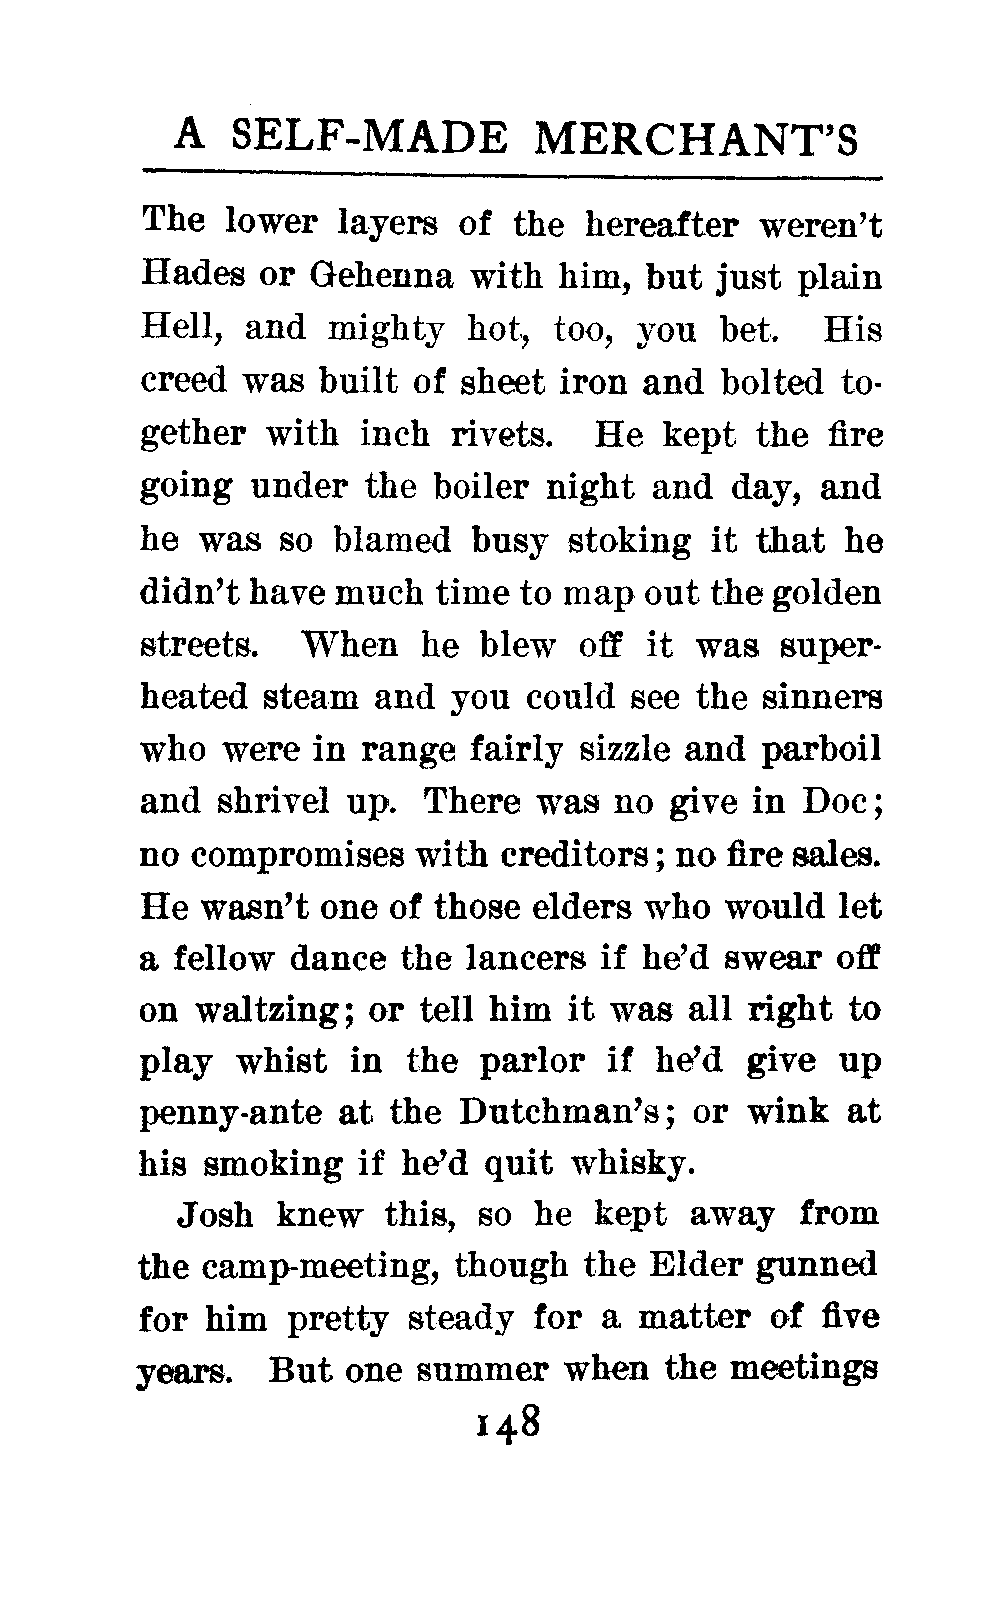 A SELF-MADE MERCHANT'S
The lower layers of the hereafter weren't
Hades or Gehenna with him, but just plain
Hell, and mighty hot, too, you bet. His
creed was built of sheet iron and bolted to-
gether with inch rivets. He kept the fire
going under the boiler night and day, and
he was so blamed busy stoking it that he
didn't have much time to map out the golden
streets. When he blew off it was super-
heated steam and you could see the sinners
who were in range fairly sizzle and parboil
and shrivel up. There was no give in Doc;
no compromises with creditors; no fire sales.
He wasn't one of those elders who would let
a fellow dance the lancers if he'd swear off
on waltzing; or tell him it was all right to
play whist in the parlor if he'd give up
penny-ante at the Dutchman's; or wink at
his smoking if he'd quit whisky.
Josh knew this, so he kept away from
the camp-meeting, though the Elder gunned
for him pretty steady for a matter of five
years. But one summer when the meetings
148